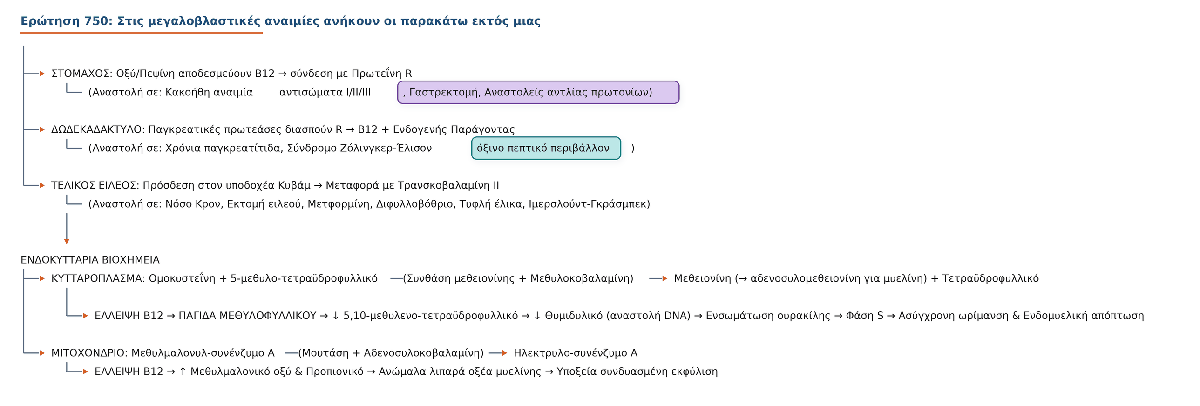 Ερώτηση 750: Στις μεγαλοβλαστικές αναιμίες ανήκουν οι παρακάτω εκτός μιας
ΣΤΟΜΑΧΟΣ: Οξύ/Πεψίνη αποδεσμεύουν B12 → σύνδεση με Πρωτεΐνη R
(Αναστολή σε: Κακοήθη αναιμία αντισώματα I/II/III , Γαστρεκτομή, Αναστολείς αντλίας πρωτονίων)
ΔΩΔΕΚΑΔΑΚΤΥΛΟ: Παγκρεατικές πρωτεάσες διασπούν R → B12 + Ενδογενής Παράγοντας
(Αναστολή σε: Χρόνια παγκρεατίτιδα, Σύνδρομο Ζόλινγκερ-Έλισον όξινο πεπτικό περιβάλλον )
ΤΕΛΙΚΟΣ ΕΙΛΕΟΣ: Πρόσδεση στον υποδοχέα Κυβάμ → Μεταφορά με Τρανσκοβαλαμίνη II
(Αναστολή σε: Νόσο Κρον, Εκτομή ειλεού, Μετφορμίνη, Διφυλλοβόθριο, Τυφλή έλικα, Ιμερσλουντ-Γκράσμπεκ)
ΕΝΔΟΚΥΤΤΑΡΙΑ ΒΙΟΧΗΜΕΙΑ
ΚΥΤΤΑΡΟΠΛΑΣΜΑ: Ομοκυστεΐνη + 5-μεθυλο-τετραϋδροφυλλικό —(Συνθάση μεθειονίνης + Μεθυλοκοβαλαμίνη) → Μεθειονίνη (→ αδενοσυλομεθειονίνη για μυελίνη) + Τετραϋδροφυλλικό
ΕΛΛΕΙΨΗ B12 → ΠΑΓΙΔΑ ΜΕΘΥΛΟΦΥΛΛΙΚΟΥ → ↓ 5,10-μεθυλενο-τετραϋδροφυλλικό → ↓ Θυμιδυλικό (αναστολή DNA) → Ενσωμάτωση ουρακίλης → Φάση S → Ασύγχρονη ωρίμανση & Ενδομυελική απόπτωση
ΜΙΤΟΧΟΝΔΡΙΟ: Μεθυλμαλονυλ-συνένζυμο Α —(Μουτάση + Αδενοσυλοκοβαλαμίνη) → Ηλεκτρυλο-συνένζυμο Α
ΕΛΛΕΙΨΗ B12 → ↑ Μεθυλμαλονικό οξύ & Προπιονικό → Ανώμαλα λιπαρά οξέα μυελίνης → Υποξεία συνδυασμένη εκφύλιση